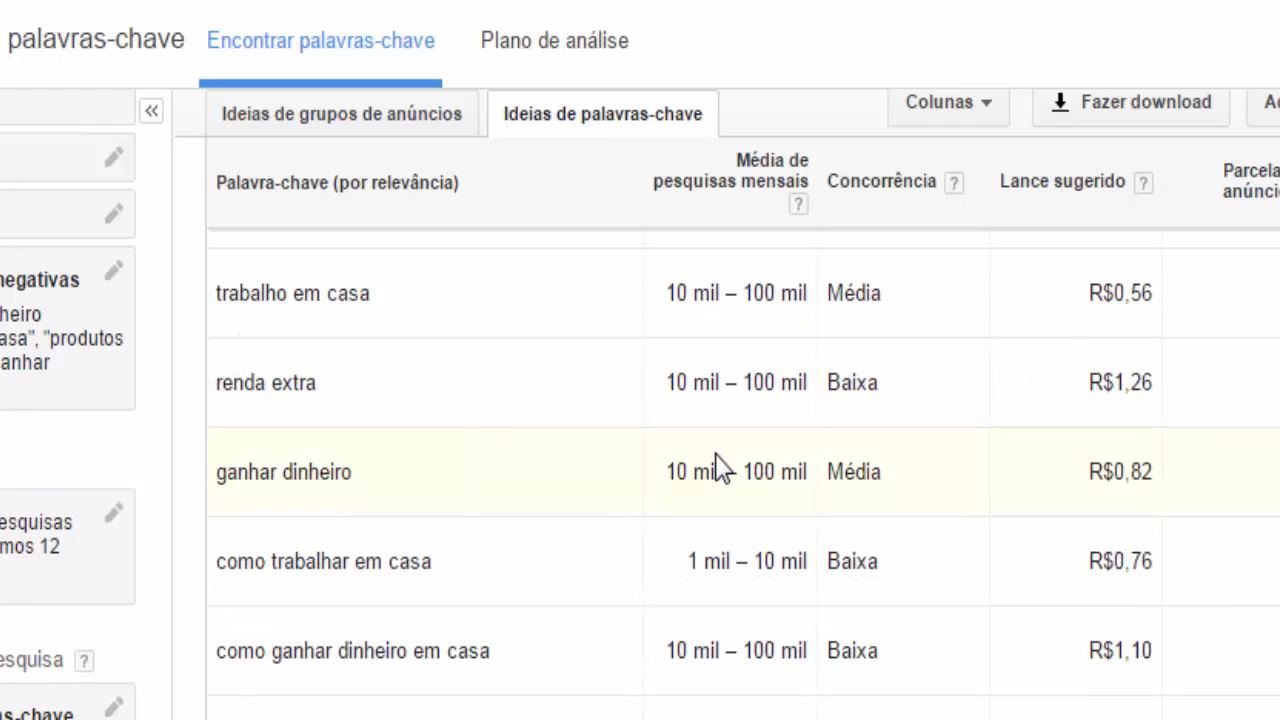 palavras-chave Encontrar palavras-chave Plano de análise
Ideias de grupos de anúncios Ideias de palavras-chave Colunas Fazer download
Palavra-chave (por relevância) Média de pesquisas mensais ? Concorrência ? Lance sugerido ? Parcela
trabalho em casa 10 mil – 100 mil Média R$0,56
renda extra 10 mil – 100 mil Baixa R$1,26
ganhar dinheiro 10 mil – 100 mil Média R$0,82
como trabalhar em casa 1 mil – 10 mil Baixa R$0,76
como ganhar dinheiro em casa 10 mil – 100 mil Baixa R$1,10
negativas
heiro
asa", "produtos
anhar
esquisas
mos 12
esquisa ?
as-chave